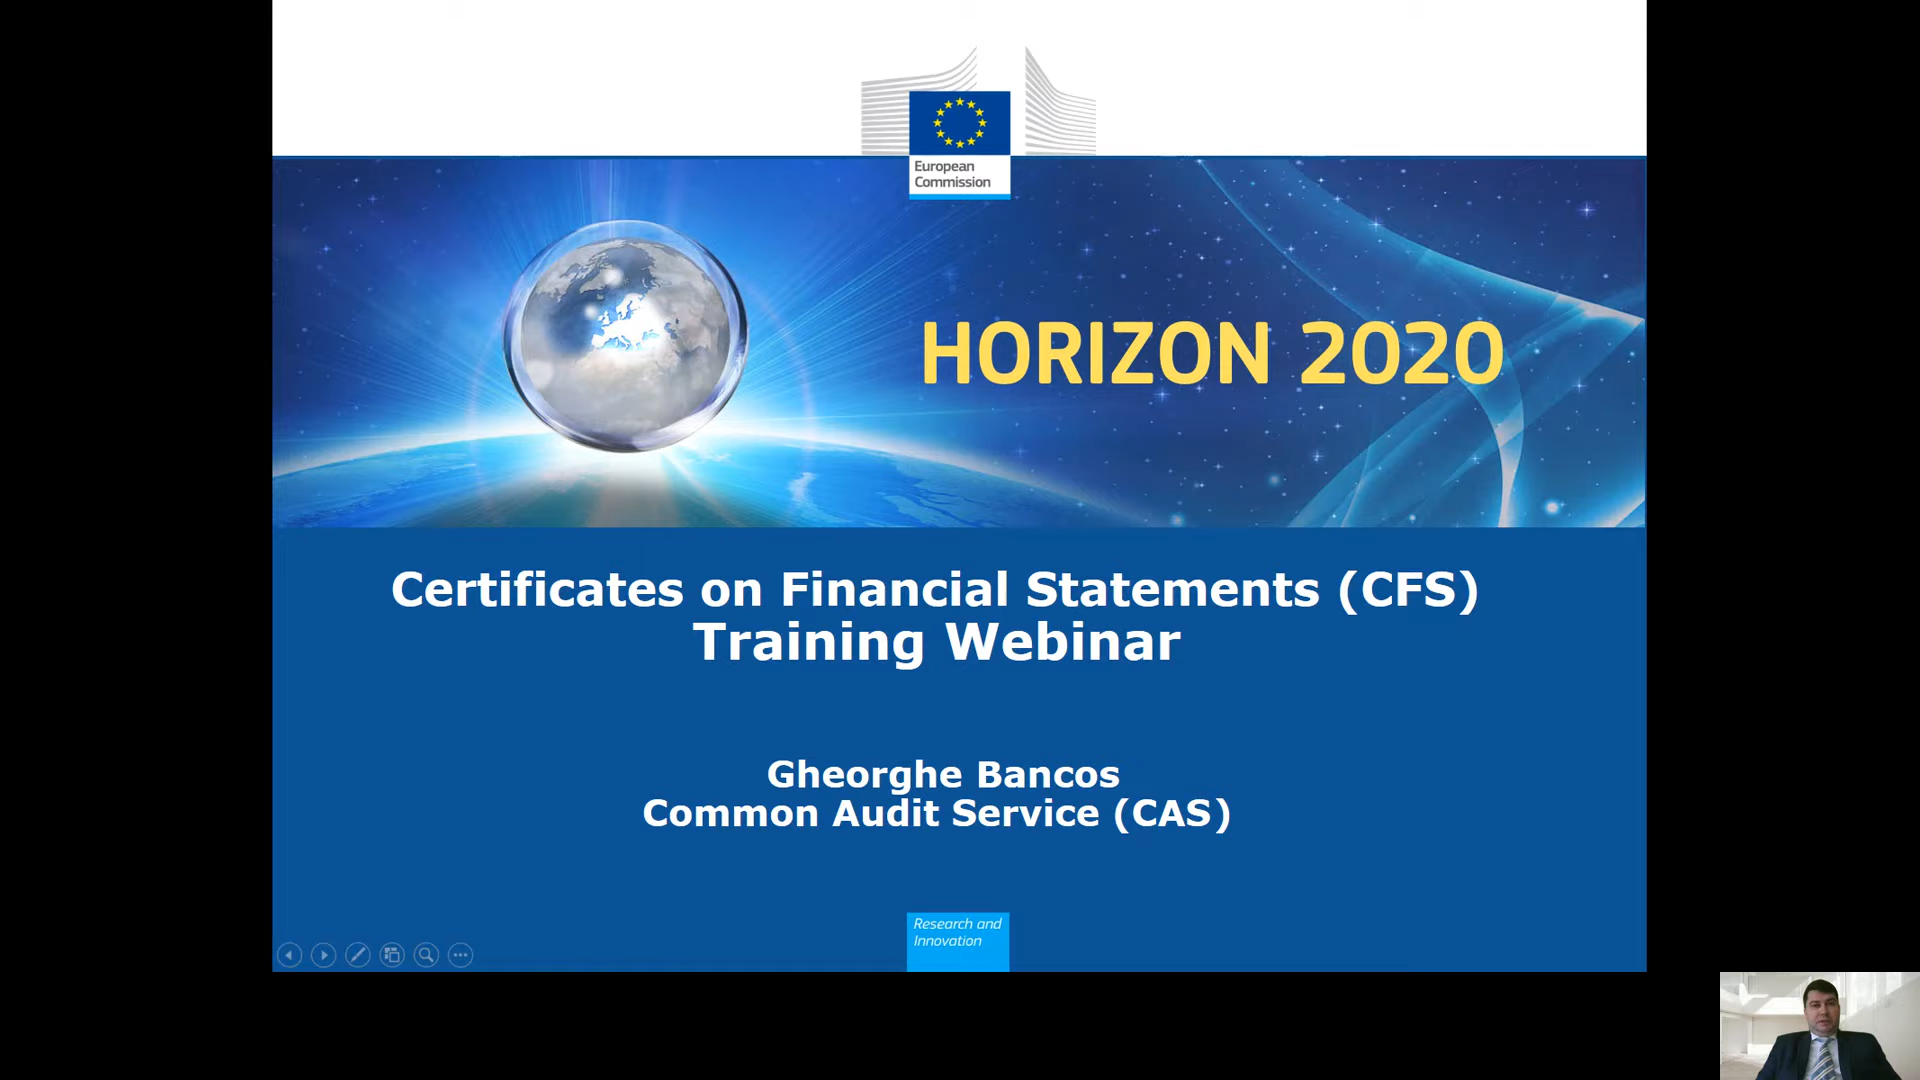 European
Commission
HORIZON 2020
Certificates on Financial Statements (CFS)
Training Webinar
Gheorghe Bancos
Common Audit Service (CAS)
Research and
Innovation